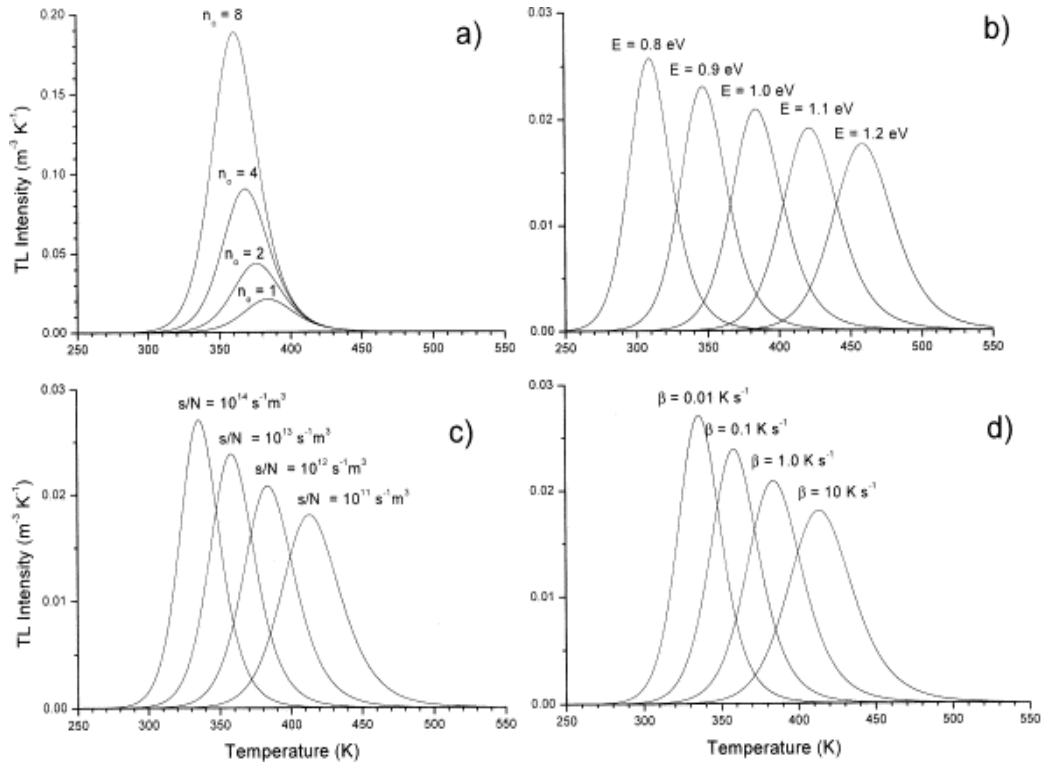 a)
n₀ = 8
n₀ = 4
n₀ = 2
n₀ = 1
0.20
0.15
0.10
0.05
0.00
TL Intensity (m⁻³ K⁻¹)
250 300 350 400 450 500 550
b)
E = 0.8 eV
E = 0.9 eV
E = 1.0 eV
E = 1.1 eV
E = 1.2 eV
0.03
0.02
0.01
0.00
250 300 350 400 450 500 550
c)
s/N = 10¹⁴ s⁻¹m³
s/N = 10¹³ s⁻¹m³
s/N = 10¹² s⁻¹m³
s/N = 10¹¹ s⁻¹m³
0.03
0.02
0.01
0.00
TL Intensity (m⁻³ K⁻¹)
250 300 350 400 450 500 550
Temperature (K)
d)
β = 0.01 K s⁻¹
β = 0.1 K s⁻¹
β = 1.0 K s⁻¹
β = 10 K s⁻¹
0.03
0.02
0.01
0.00
250 300 350 400 450 500 550
Temperature (K)